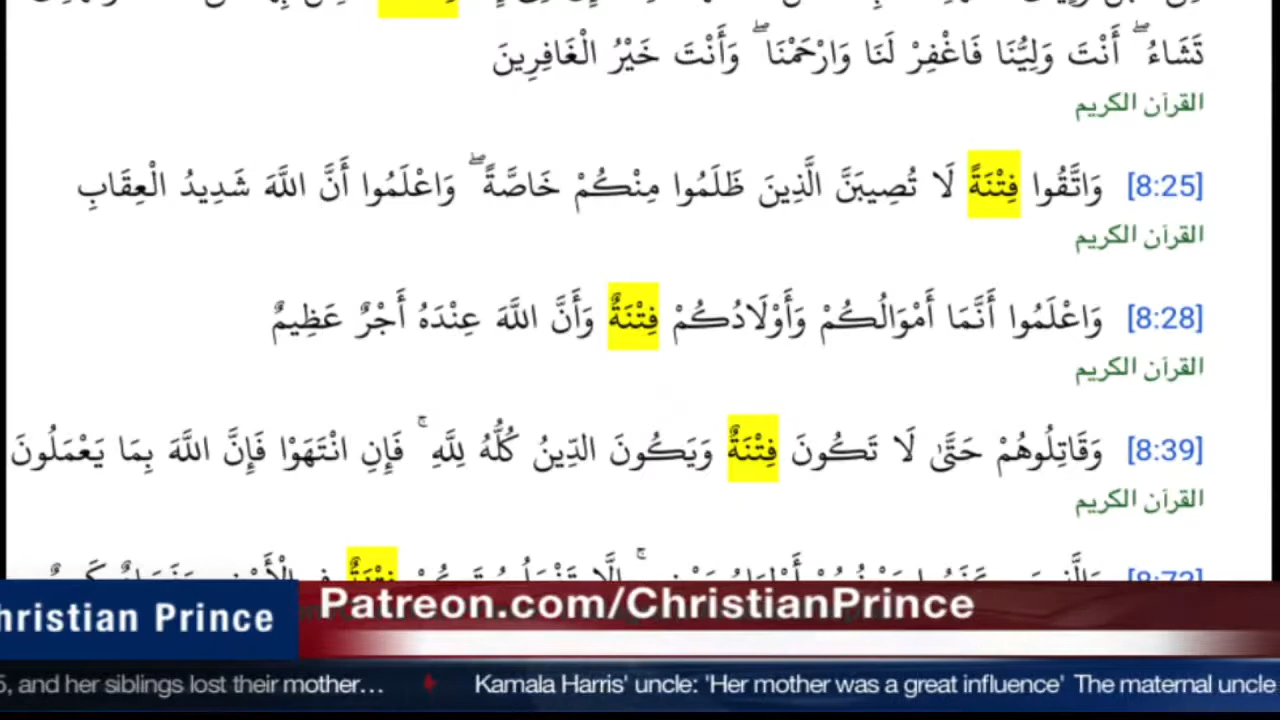 تَشَاءُ ۖ أَنْتَ وَلِيُّنَا فَاغْفِرْ لَنَا وَارْحَمْنَا ۖ وَأَنْتَ خَيْرُ الْغَافِرِينَ
القرآن الكريم
[8:25] وَاتَّقُوا فِتْنَةً لَا تُصِيبَنَّ الَّذِينَ ظَلَمُوا مِنْكُمْ خَاصَّةً ۖ وَاعْلَمُوا أَنَّ اللَّهَ شَدِيدُ الْعِقَابِ
القرآن الكريم
[8:28] وَاعْلَمُوا أَنَّمَا أَمْوَالُكُمْ وَأَوْلَادُكُمْ فِتْنَةٌ وَأَنَّ اللَّهَ عِنْدَهُ أَجْرٌ عَظِيمٌ
القرآن الكريم
[8:39] وَقَاتِلُوهُمْ حَتَّىٰ لَا تَكُونَ فِتْنَةٌ وَيَكُونَ الدِّينُ كُلُّهُ لِلَّهِ ۚ فَإِنِ انْتَهَوْا فَإِنَّ اللَّهَ بِمَا يَعْمَلُونَ
القرآن الكريم
hristian Prince
Patreon.com/ChristianPrince
5, and her siblings lost their mother... Kamala Harris' uncle: 'Her mother was a great influence' The maternal uncle